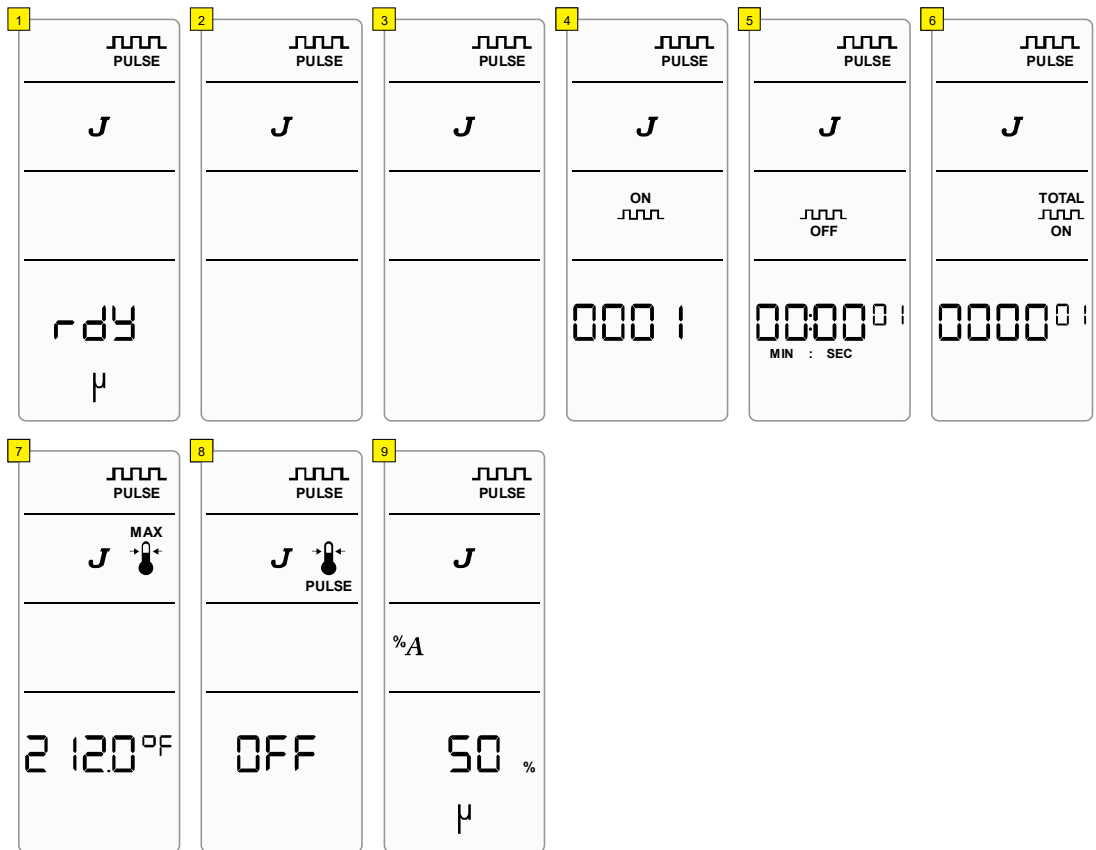 1
PULSE
J
rdy
µ
2
PULSE
J
3
PULSE
J
4
PULSE
J
ON
0001
5
PULSE
J
OFF
00:00 01
MIN : SEC
6
PULSE
J
TOTAL
ON
0000 01
7
PULSE
MAX
J
212.0 °F
8
PULSE
J
PULSE
OFF
9
PULSE
J
%A
50 %
µ